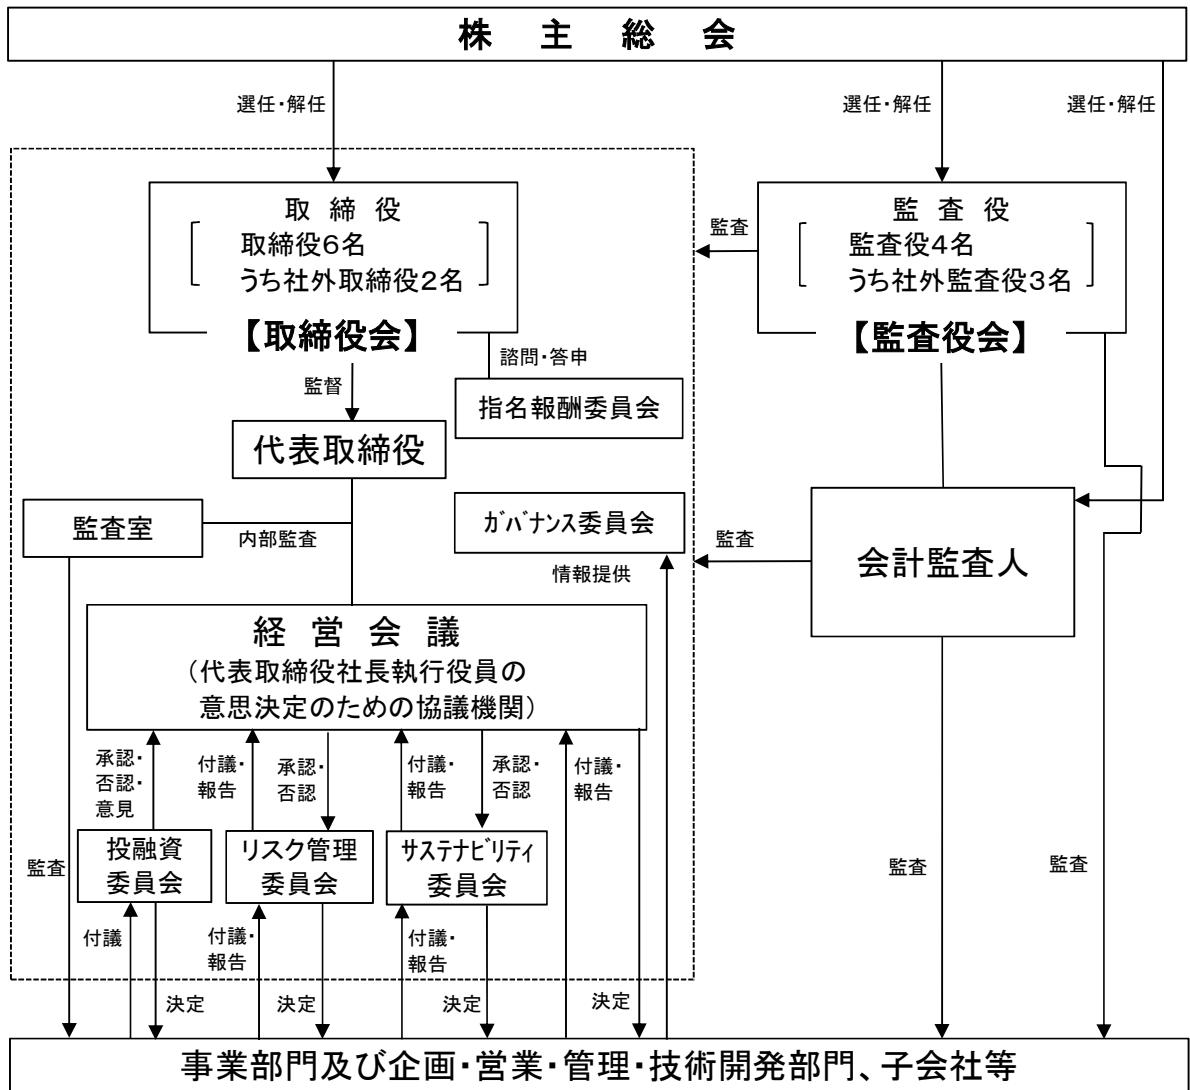 株 主 総 会
選任・解任
選任・解任
選任・解任
取 締 役
取締役6名
うち社外取締役2名
【取締役会】
監査
監 査 役
監査役4名
うち社外監査役3名
【監査役会】
諮問・答申
監督
指名報酬委員会
代表取締役
監査室
内部監査
ガバナンス委員会
情報提供
監査
会計監査人
経 営 会 議
(代表取締役社長執行役員の
意思決定のための協議機関)
承認・
否認・
意見
付議・
報告
承認・
否認
付議・
報告
承認・
否認
付議・
報告
投融資
委員会
リスク管理
委員会
サステナビリティ
委員会
監査
監査
監査
付議
付議・
報告
付議・
報告
決定
決定
決定
決定
事業部門及び企画・営業・管理・技術開発部門、子会社等